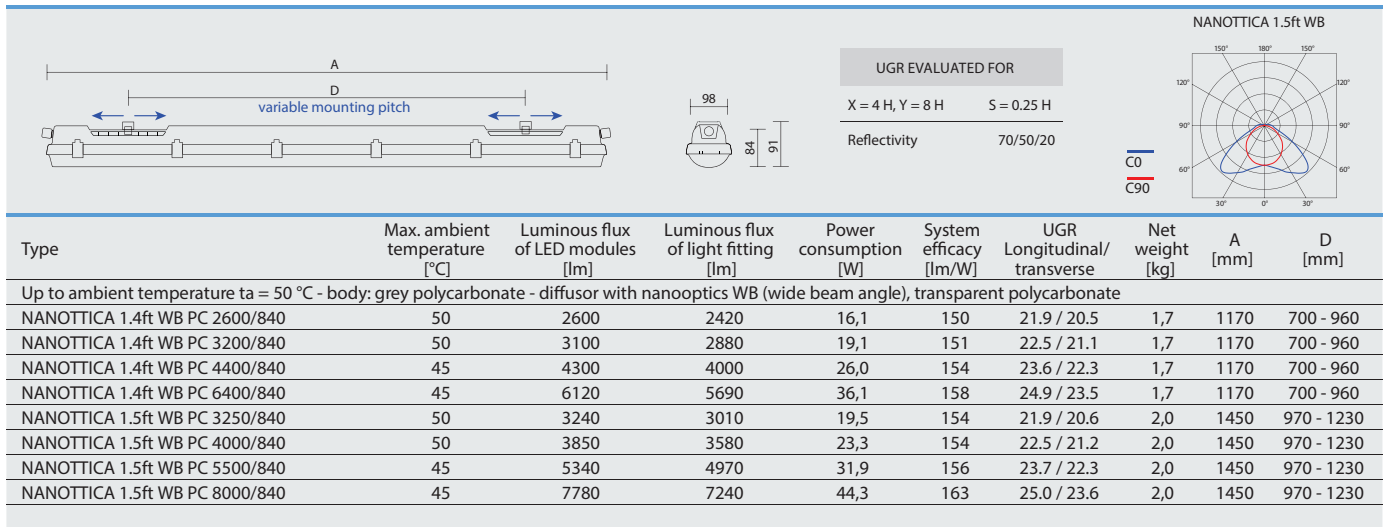 NANOTTICA 1.5ft WB
A
D
variable mounting pitch
98
84
91
UGR EVALUATED FOR
X = 4 H, Y = 8 H S = 0.25 H
Reflectivity 70/50/20
C0
C90
150° 180° 150°
120° 120°
90° 90°
60° 60°
30° 0° 30°
Type Max. ambient temperature [°C] Luminous flux of LED modules [lm] Luminous flux of light fitting [lm] Power consumption [W] System efficacy [lm/W] UGR Longitudinal/ transverse Net weight [kg] A [mm] D [mm]
Up to ambient temperature ta = 50 °C - body: grey polycarbonate - diffusor with nanooptics WB (wide beam angle), transparent polycarbonate
NANOTTICA 1.4ft WB PC 2600/840 50 2600 2420 16,1 150 21.9 / 20.5 1,7 1170 700 - 960
NANOTTICA 1.4ft WB PC 3200/840 50 3100 2880 19,1 151 22.5 / 21.1 1,7 1170 700 - 960
NANOTTICA 1.4ft WB PC 4400/840 45 4300 4000 26,0 154 23.6 / 22.3 1,7 1170 700 - 960
NANOTTICA 1.4ft WB PC 6400/840 45 6120 5690 36,1 158 24.9 / 23.5 1,7 1170 700 - 960
NANOTTICA 1.5ft WB PC 3250/840 50 3240 3010 19,5 154 21.9 / 20.6 2,0 1450 970 - 1230
NANOTTICA 1.5ft WB PC 4000/840 50 3850 3580 23,3 154 22.5 / 21.2 2,0 1450 970 - 1230
NANOTTICA 1.5ft WB PC 5500/840 45 5340 4970 31,9 156 23.7 / 22.3 2,0 1450 970 - 1230
NANOTTICA 1.5ft WB PC 8000/840 45 7780 7240 44,3 163 25.0 / 23.6 2,0 1450 970 - 1230